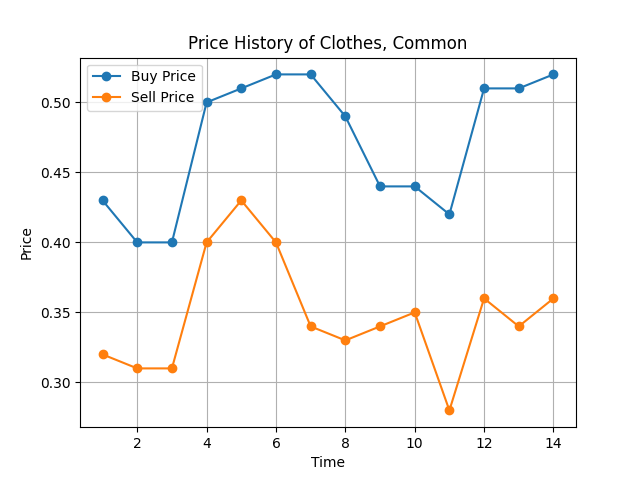 Price History of Clothes, Common
Buy Price
Sell Price
0.50
0.45
0.40
0.35
0.30
Price
2 4 6 8 10 12 14
Time